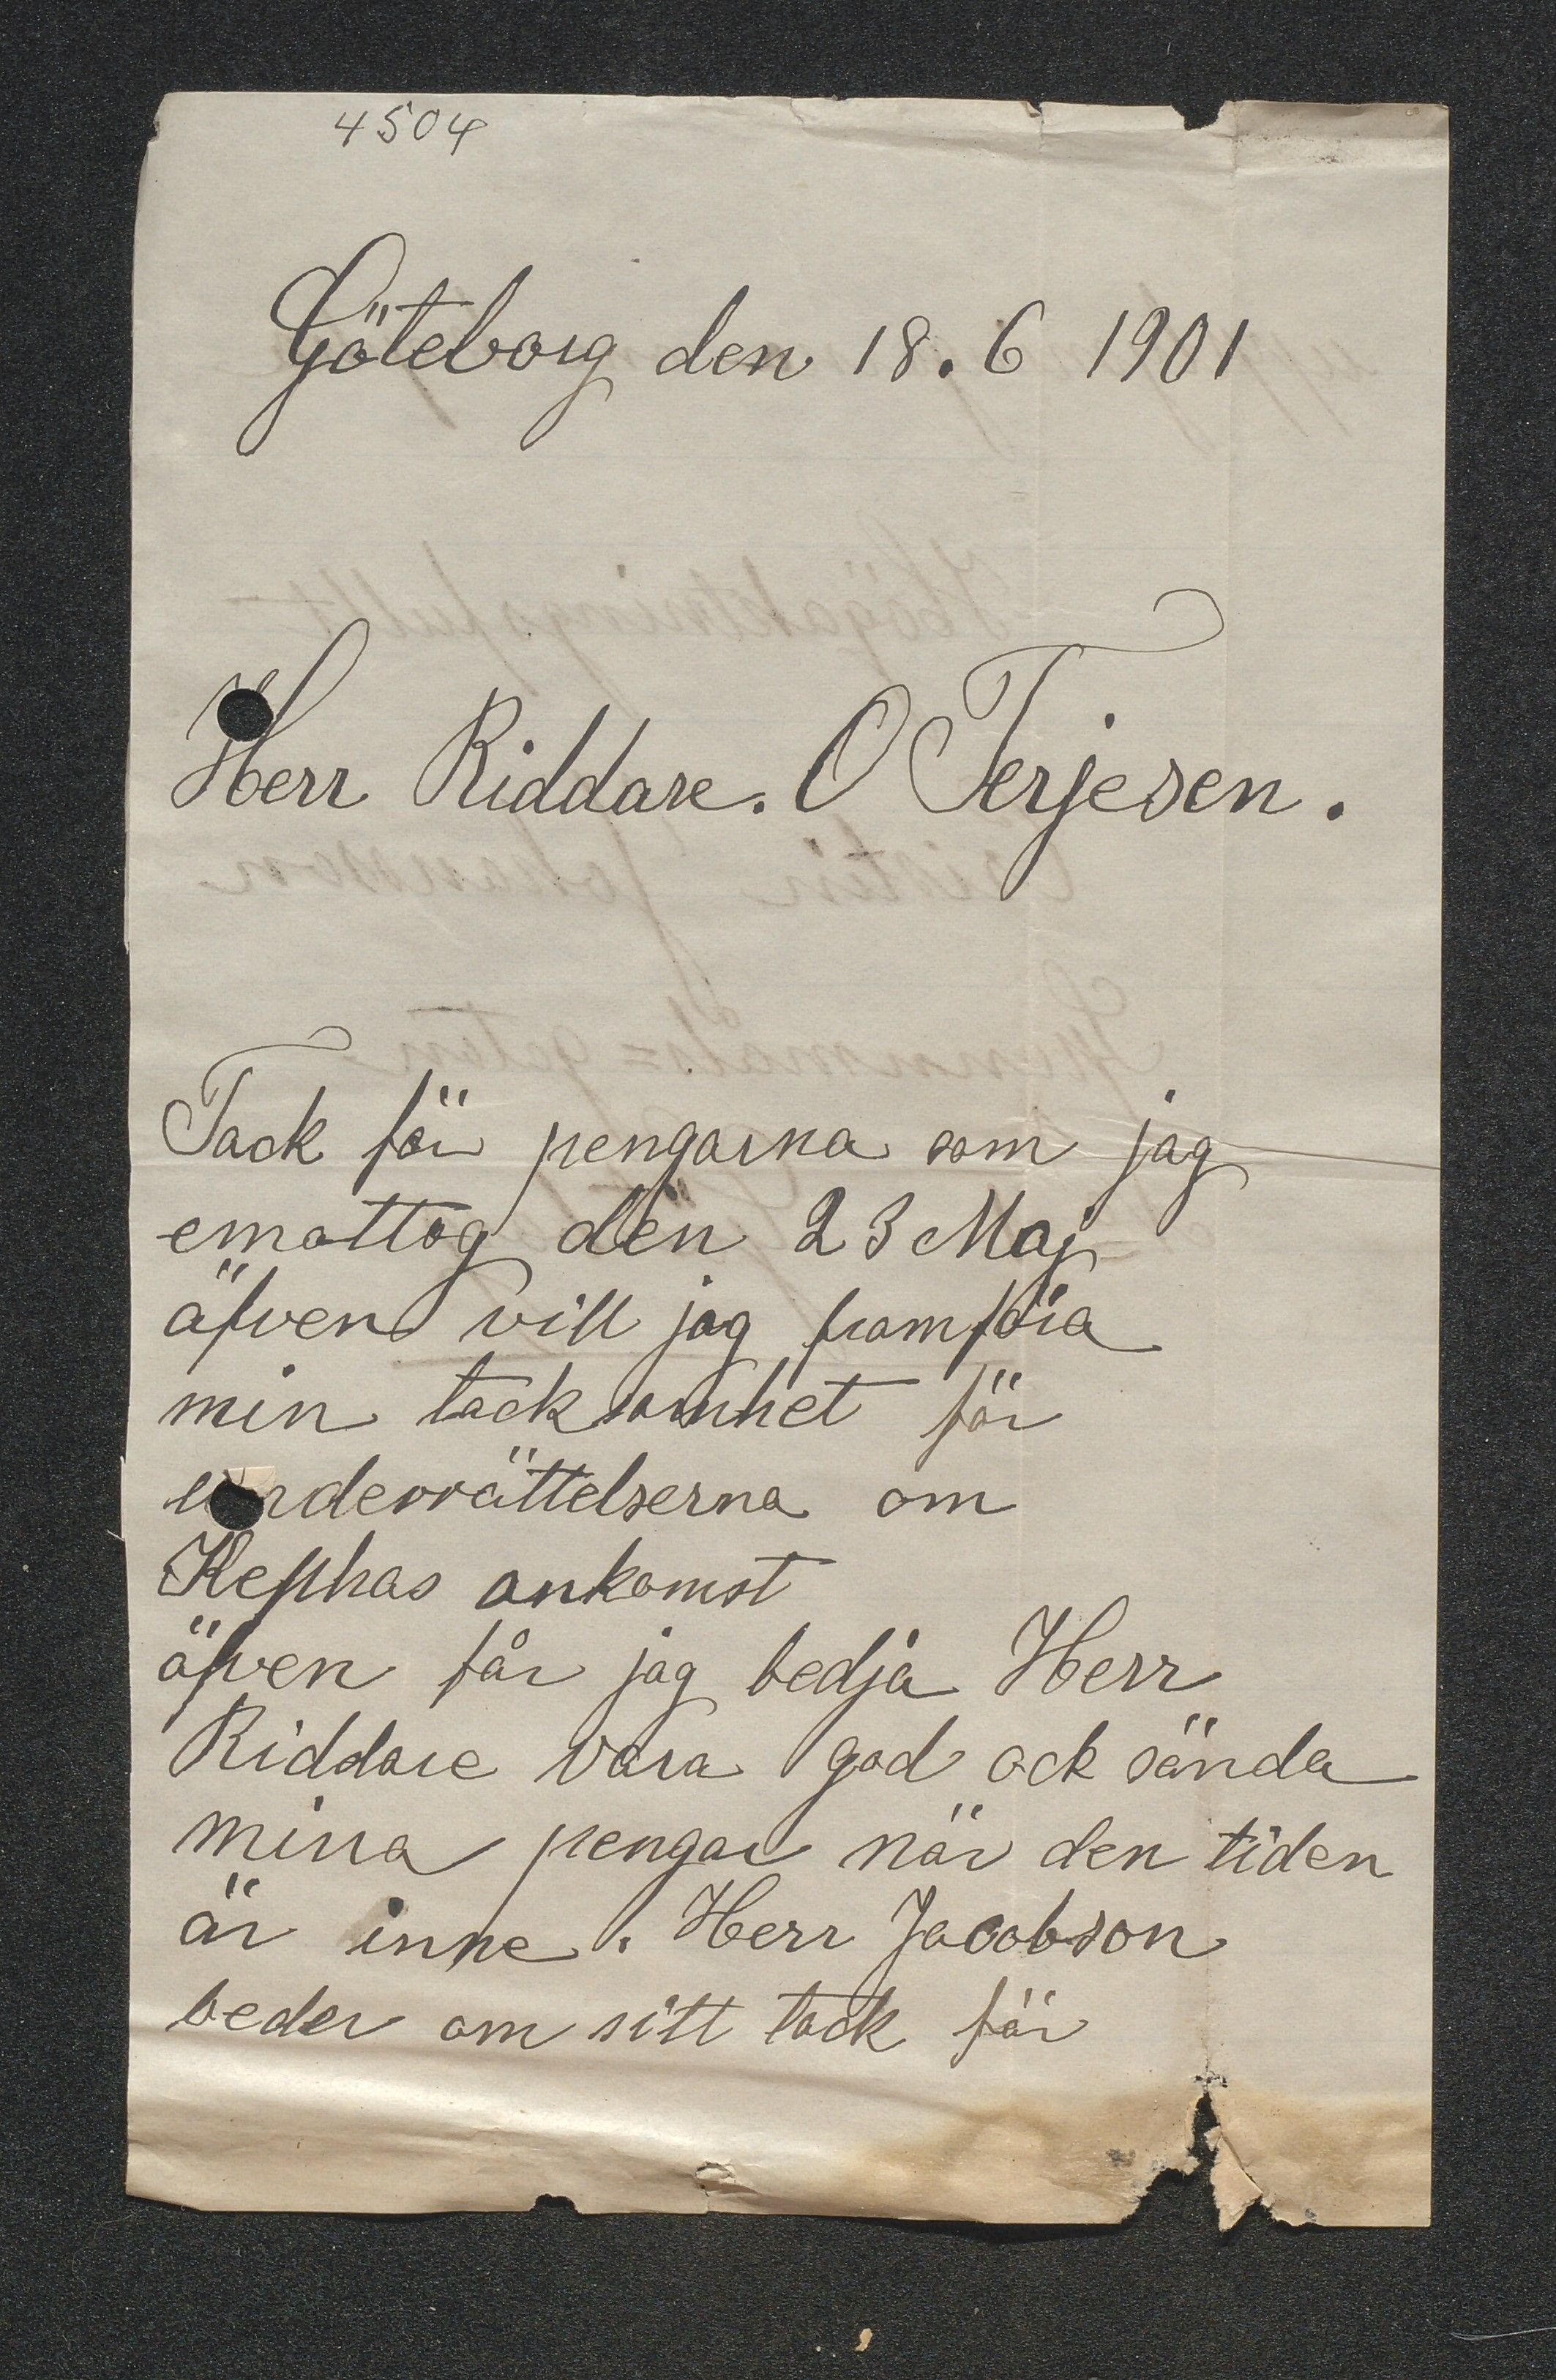 4504
Göteborg den 18. 6 1901
Herr Riddare. O Terjesen.
Tack för pengarna som jag
emottog den 23 Maj
äfven vill jag framföra
min tacksamhet för
underrättelserna om
Kephas ankomst
äfven får jag bedja Herr
Riddare vara god ock sända
mina pengar när den tiden
är inne. Herr Jacobson
beder om sitt tack för